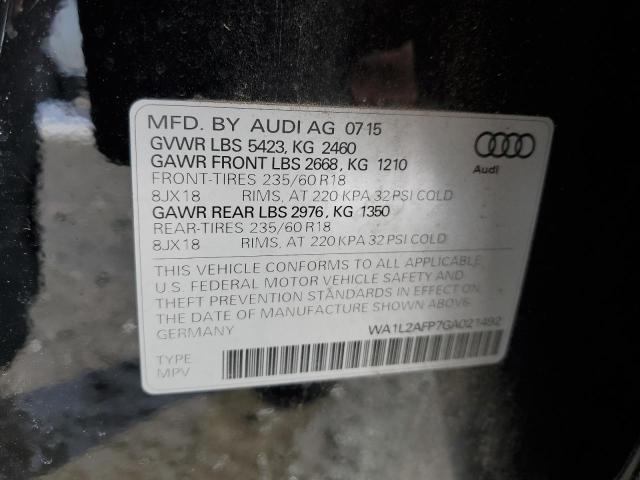 MFD. BY AUDI AG 07 15
GVWR LBS 5423, KG 2460
GAWR FRONT LBS 2668, KG 1210
FRONT-TIRES 235/60 R18
8JX18 RIMS, AT 220 KPA 32 PSI COLD
GAWR REAR LBS 2976, KG 1350
REAR-TIRES 235/60 R18
8JX18 RIMS, AT 220 KPA 32 PSI COLD
Audi
THIS VEHICLE CONFORMS TO ALL APPLICABLE
U.S. FEDERAL MOTOR VEHICLE SAFETY AND
THEFT PREVENTION STANDARDS IN EFFECT ON
THE DATE OF MANUFACTURE SHOWN ABOVE.
GERMANY WA1L2AFP7GA021492
TYPE
MPV